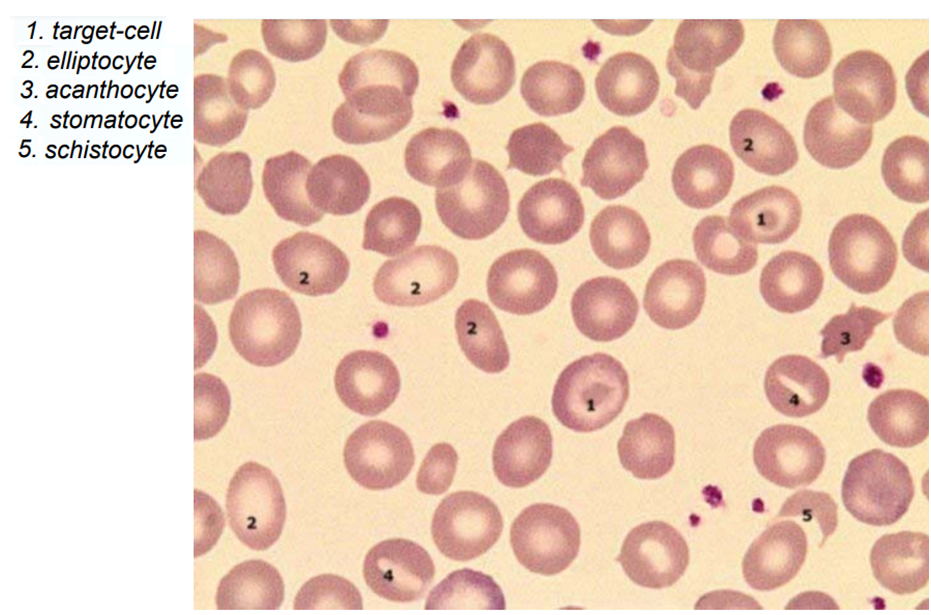 1. target-cell
2. elliptocyte
3. acanthocyte
4. stomatocyte
5. schistocyte
2
1
2
2
3
2
4
1
2
5
4